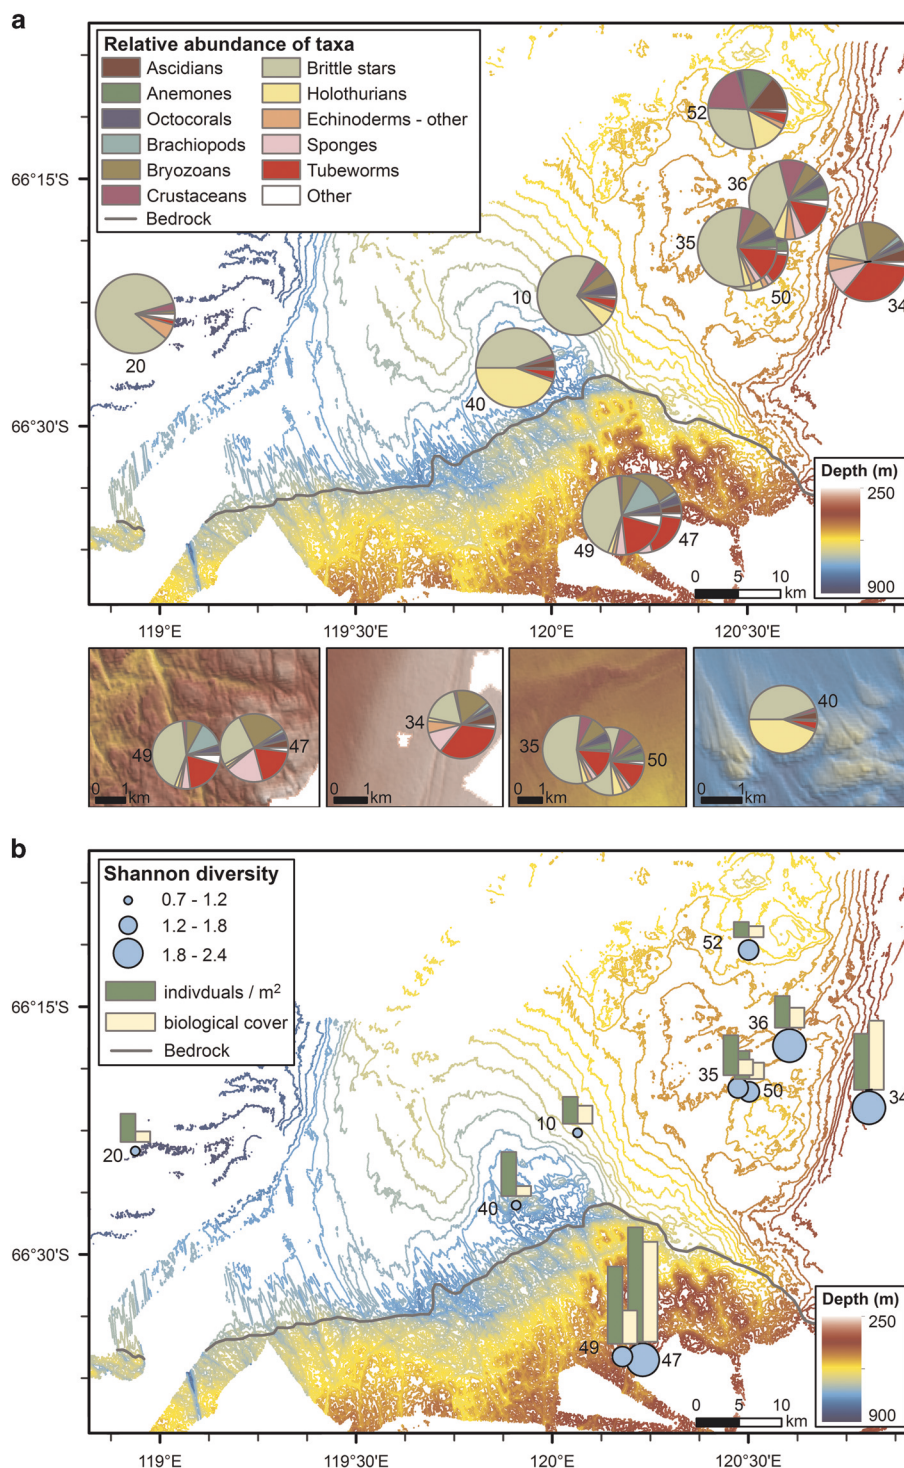 a
Relative abundance of taxa
Ascidians Brittle stars
Anemones Holothurians
Octocorals Echinoderms - other
Brachiopods Sponges
Bryozoans Tubeworms
Crustaceans Other
Bedrock
52
66°15'S
36
35
50
34
10
20
40
66°30'S
49
47
Depth (m)
250
900
0 5 10
km
119°E 119°30'E 120°E 120°30'E
49
47
0 1
km
34
0 1
km
35
50
0 1
km
40
0 1
km
b
Shannon diversity
0.7 - 1.2
1.2 - 1.8
1.8 - 2.4
indivduals / m²
biological cover
Bedrock
52
66°15'S
36
35
50
34
10
20
40
66°30'S
49
47
Depth (m)
250
900
0 5 10
km
119°E 119°30'E 120°E 120°30'E